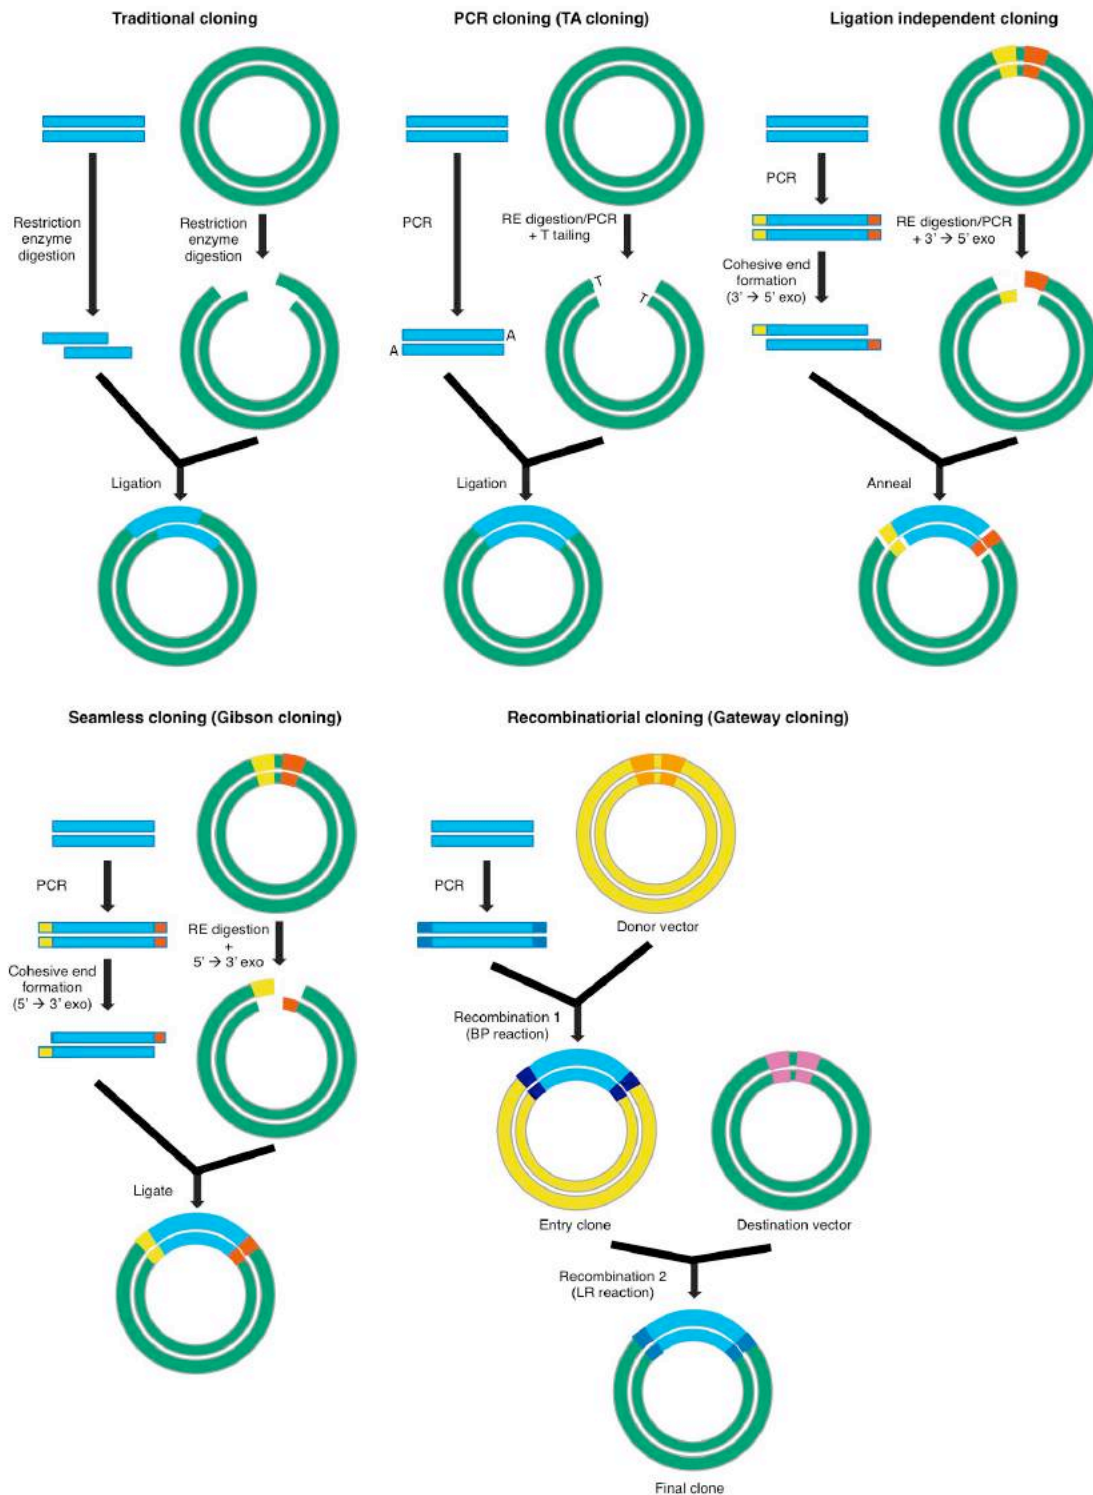 Traditional cloning
Restriction
enzyme
digestion
Restriction
enzyme
digestion
Ligation
PCR cloning (TA cloning)
PCR
RE digestion/PCR
+ T tailing
T
T
A
A
Ligation
Ligation independent cloning
PCR
RE digestion/PCR
+ 3' → 5' exo
Cohesive end
formation
(3' → 5' exo)
Anneal
Seamless cloning (Gibson cloning)
PCR
RE digestion
+
5' → 3' exo
Cohesive end
formation
(5' → 3' exo)
Ligate
Recombinatiorial cloning (Gateway cloning)
PCR
Donor vector
Recombination 1
(BP reaction)
Entry clone
Destination vector
Recombination 2
(LR reaction)
Final clone